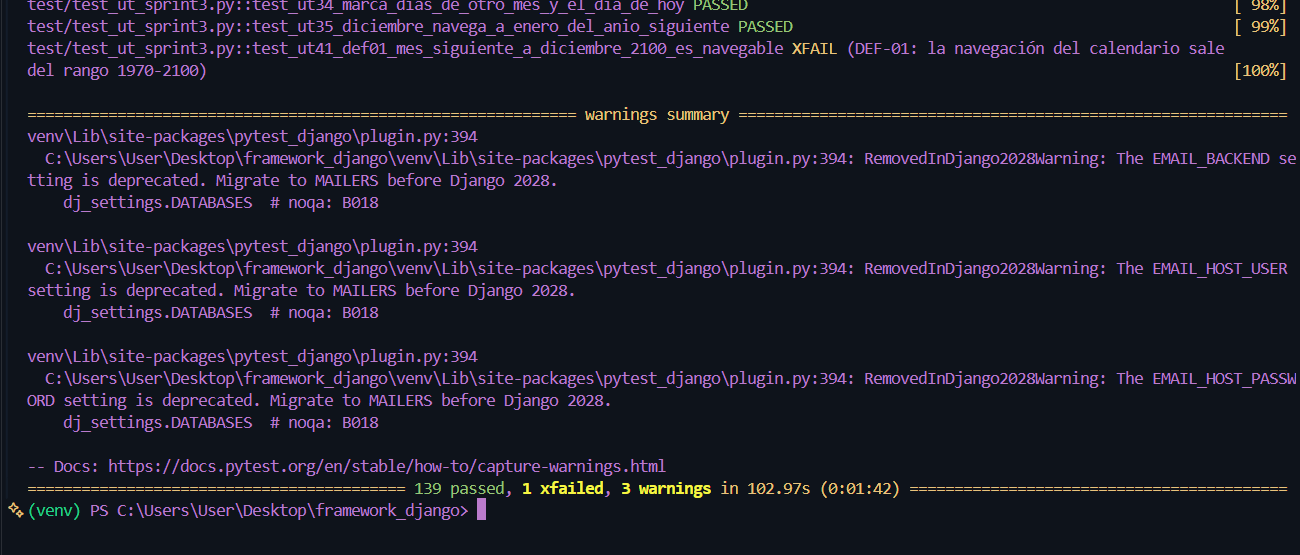 test/test_ut_sprint3.py::test_ut34_marca_dias_de_otro_mes_y_el_dia_de_hoy PASSED [ 98%]
test/test_ut_sprint3.py::test_ut35_diciembre_navega_a_enero_del_anio_siguiente PASSED [ 99%]
test/test_ut_sprint3.py::test_ut41_def01_mes_siguiente_a_diciembre_2100_es_navegable XFAIL (DEF-01: la navegación del calendario sale
del rango 1970-2100) [100%]
============================================================= warnings summary =============================================================
venv\Lib\site-packages\pytest_django\plugin.py:394
  C:\Users\User\Desktop\framework_django\venv\Lib\site-packages\pytest_django\plugin.py:394: RemovedInDjango2028Warning: The EMAIL_BACKEND se
tting is deprecated. Migrate to MAILERS before Django 2028.
    dj_settings.DATABASES  # noqa: B018
venv\Lib\site-packages\pytest_django\plugin.py:394
  C:\Users\User\Desktop\framework_django\venv\Lib\site-packages\pytest_django\plugin.py:394: RemovedInDjango2028Warning: The EMAIL_HOST_USER
setting is deprecated. Migrate to MAILERS before Django 2028.
    dj_settings.DATABASES  # noqa: B018
venv\Lib\site-packages\pytest_django\plugin.py:394
  C:\Users\User\Desktop\framework_django\venv\Lib\site-packages\pytest_django\plugin.py:394: RemovedInDjango2028Warning: The EMAIL_HOST_PASSW
ORD setting is deprecated. Migrate to MAILERS before Django 2028.
    dj_settings.DATABASES  # noqa: B018
-- Docs: https://docs.pytest.org/en/stable/how-to/capture-warnings.html
========================================== 139 passed, 1 xfailed, 3 warnings in 102.97s (0:01:42) ==========================================
(venv) PS C:\Users\User\Desktop\framework_django>